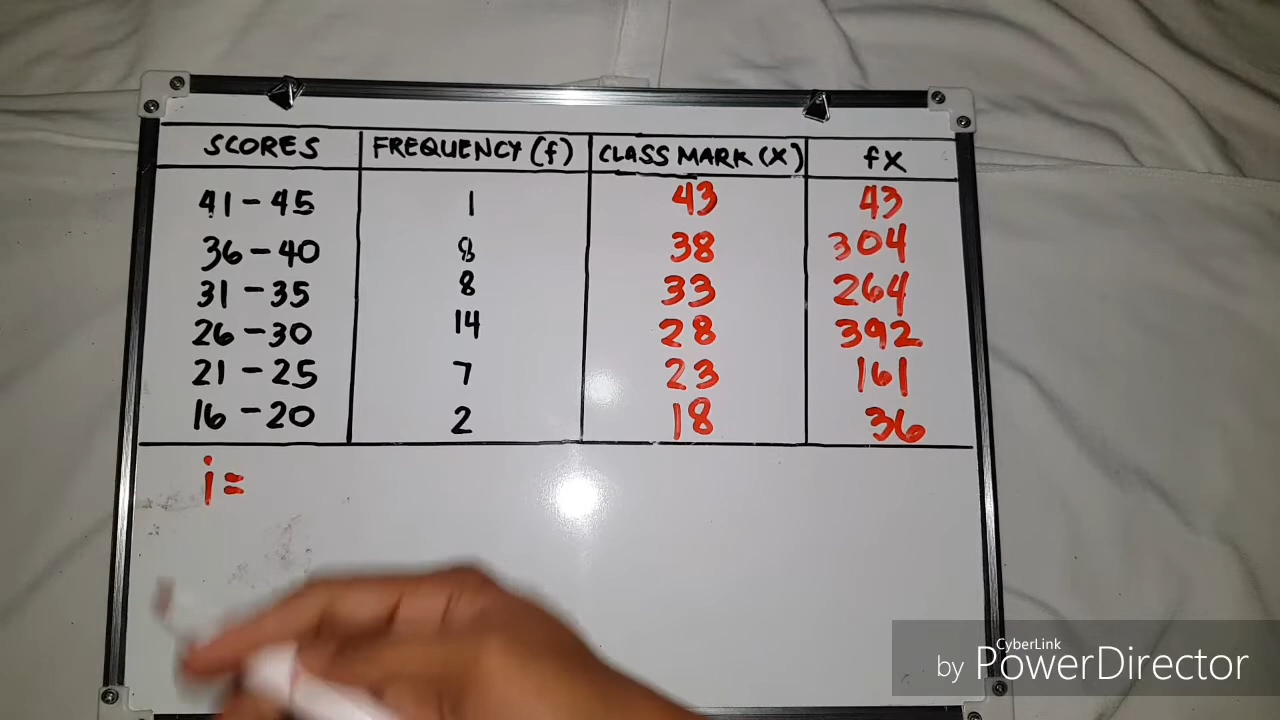 SCORES FREQUENCY (f) CLASS MARK (X) fX
41-45 1 43 43
36-40 8 38 304
31-35 8 33 264
26-30 14 28 392
21-25 7 23 161
16-20 2 18 36
i=
CyberLink
by PowerDirector